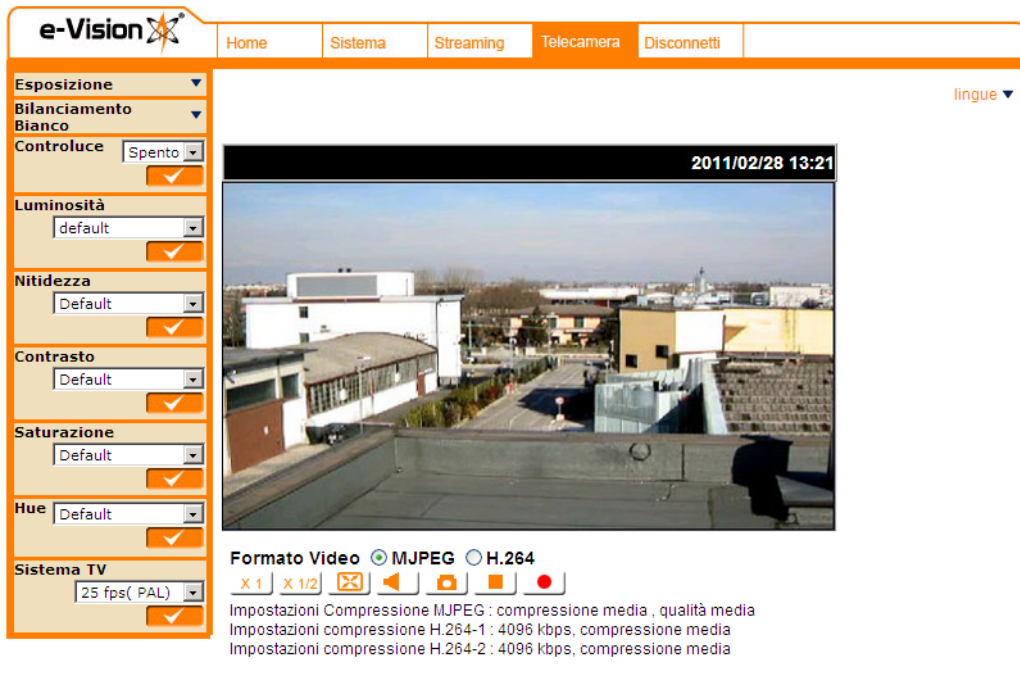 e-Vision
Home
Sistema
Streaming
Telecamera
Disconnetti
lingue
Esposizione
Bilanciamento
Bianco
Controluce
Spento
Luminosità
default
Nitidezza
Default
Contrasto
Default
Saturazione
Default
Hue
Default
Sistema TV
25 fps( PAL)
2011/02/28 13:21
Formato Video MJPEG H.264
X 1
X 1/2
Impostazioni Compressione MJPEG : compressione media , qualità media
Impostazioni compressione H.264-1 : 4096 kbps, compressione media
Impostazioni compressione H.264-2 : 4096 kbps, compressione media